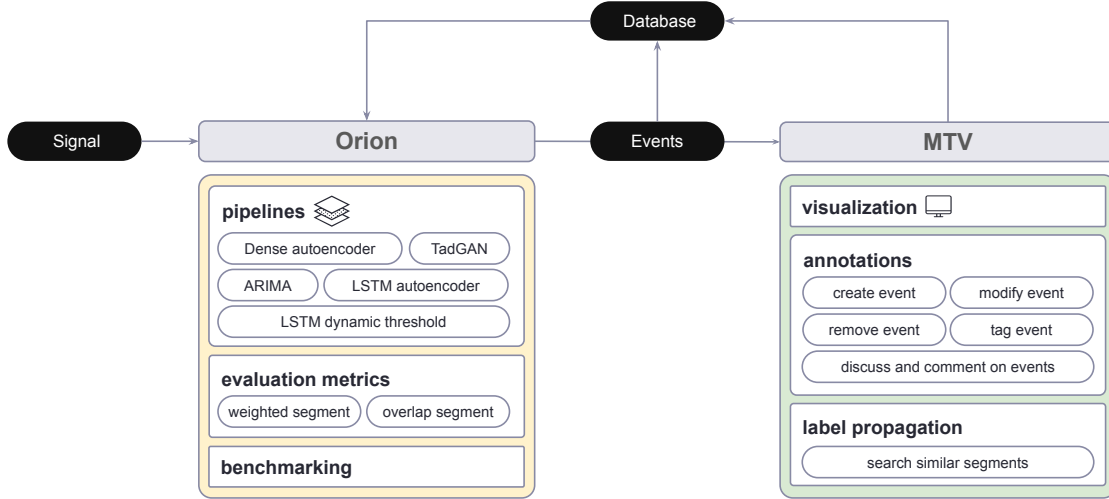 Database
Signal
Orion
Events
MTV
pipelines
Dense autoencoder
TadGAN
ARIMA
LSTM autoencoder
LSTM dynamic threshold
evaluation metrics
weighted segment
overlap segment
benchmarking
visualization
annotations
create event
modify event
remove event
tag event
discuss and comment on events
label propagation
search similar segments